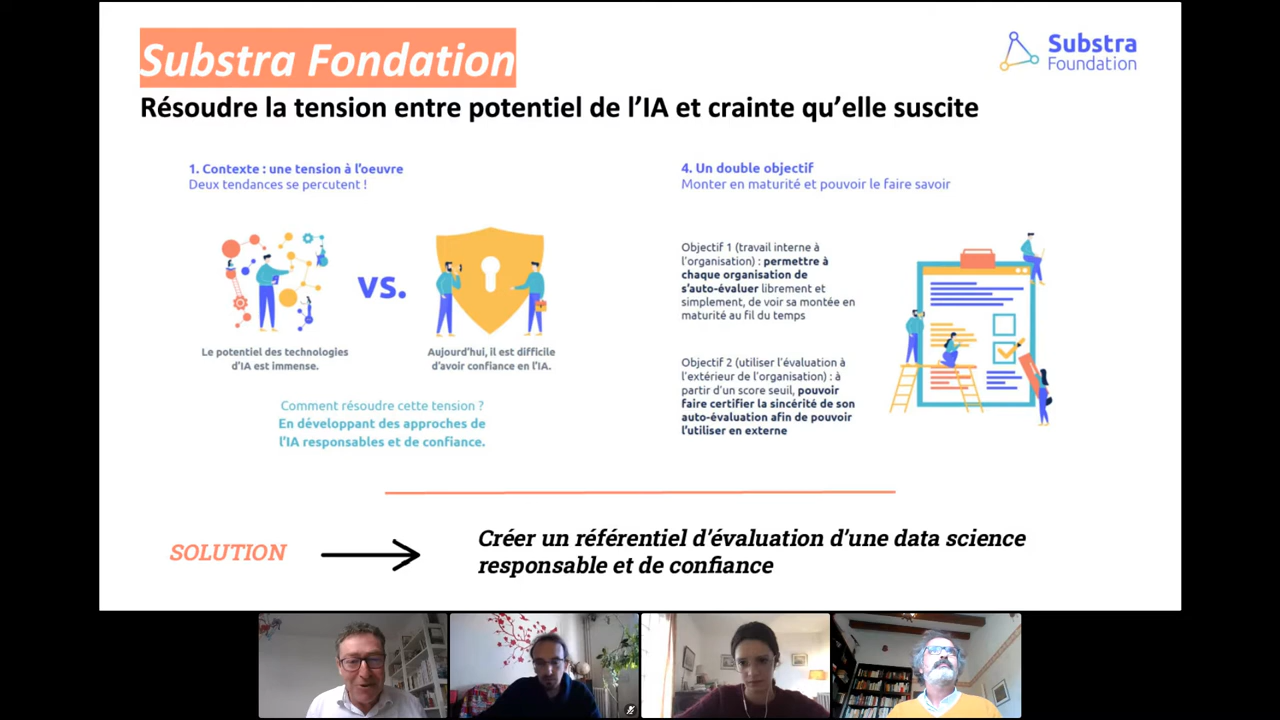 Substra Fondation
Substra
Foundation
Résoudre la tension entre potentiel de l’IA et crainte qu’elle suscite
1. Contexte : une tension à l'oeuvre
Deux tendances se percutent !
vs.
Le potentiel des technologies
d'IA est immense.
Aujourd'hui, il est difficile
d'avoir confiance en l'IA.
Comment résoudre cette tension ?
En développant des approches de
l'IA responsables et de confiance.
4. Un double objectif
Monter en maturité et pouvoir le faire savoir
Objectif 1 (travail interne à
l'organisation) : permettre à
chaque organisation de
s'auto-évaluer librement et
simplement, de voir sa montée en
maturité au fil du temps
Objectif 2 (utiliser l'évaluation à
l'extérieur de l'organisation) : à
partir d'un score seuil, pouvoir
faire certifier la sincérité de son
auto-évaluation afin de pouvoir
l'utiliser en externe
SOLUTION
Créer un référentiel d’évaluation d’une data science
responsable et de confiance